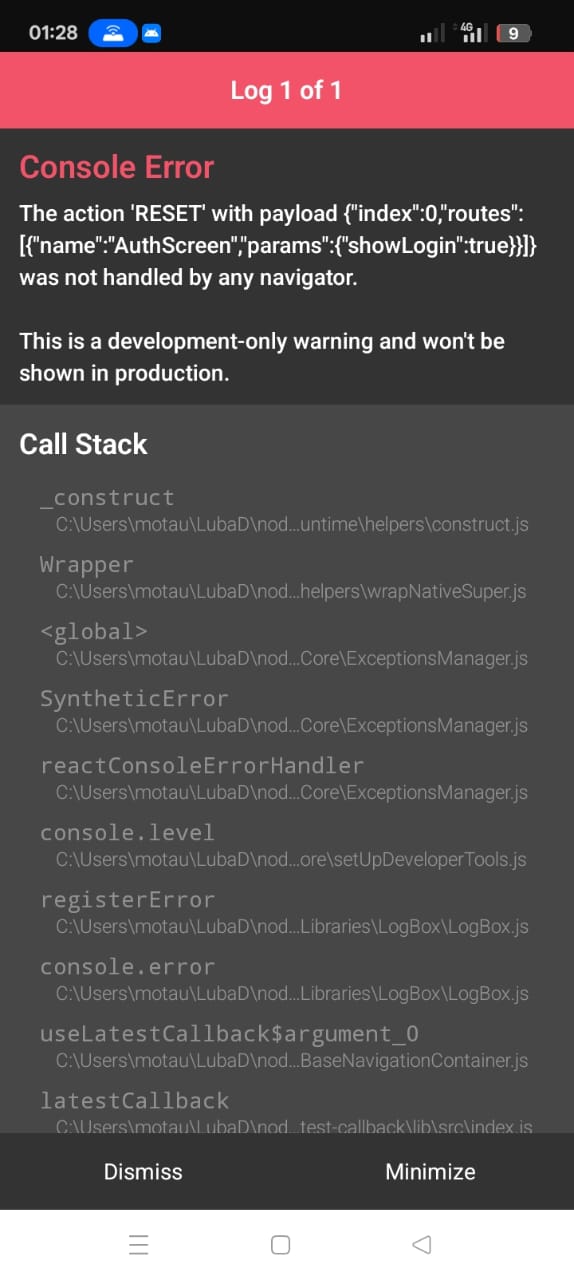 01:28
4G
9
Log 1 of 1
Console Error
The action 'RESET' with payload {"index":0,"routes":
[{"name":"AuthScreen","params":{"showLogin":true}}]}
was not handled by any navigator.
This is a development-only warning and won't be
shown in production.
Call Stack
_construct
C:\Users\motau\LubaD\nod...untime\helpers\construct.js
Wrapper
C:\Users\motau\LubaD\nod...helpers\wrapNativeSuper.js
<global>
C:\Users\motau\LubaD\nod...Core\ExceptionsManager.js
SyntheticError
C:\Users\motau\LubaD\nod...Core\ExceptionsManager.js
reactConsoleErrorHandler
C:\Users\motau\LubaD\nod...Core\ExceptionsManager.js
console.level
C:\Users\motau\LubaD\nod...ore\setUpDeveloperTools.js
registerError
C:\Users\motau\LubaD\nod...Libraries\LogBox\LogBox.js
console.error
C:\Users\motau\LubaD\nod...Libraries\LogBox\LogBox.js
useLatestCallback$argument_0
C:\Users\motau\LubaD\nod...BaseNavigationContainer.js
latestCallback
C:\Users\motau\LubaD\nod...test-callback\lib\src\index.js
Dismiss
Minimize